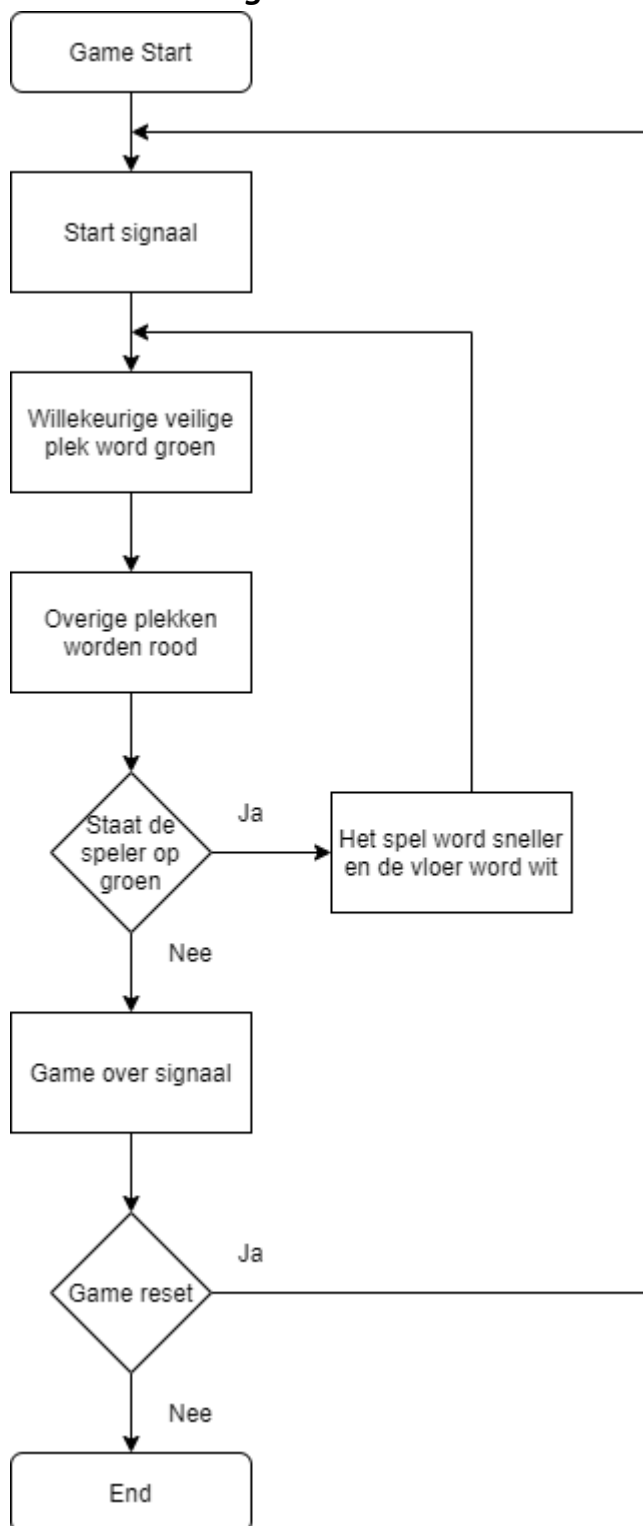 Game Start
Start signaal
Willekeurige veilige
plek word groen
Overige plekken
worden rood
Staat de
speler op
groen
Ja
Het spel word sneller
en de vloer word wit
Nee
Game over signaal
Game reset
Ja
Nee
End